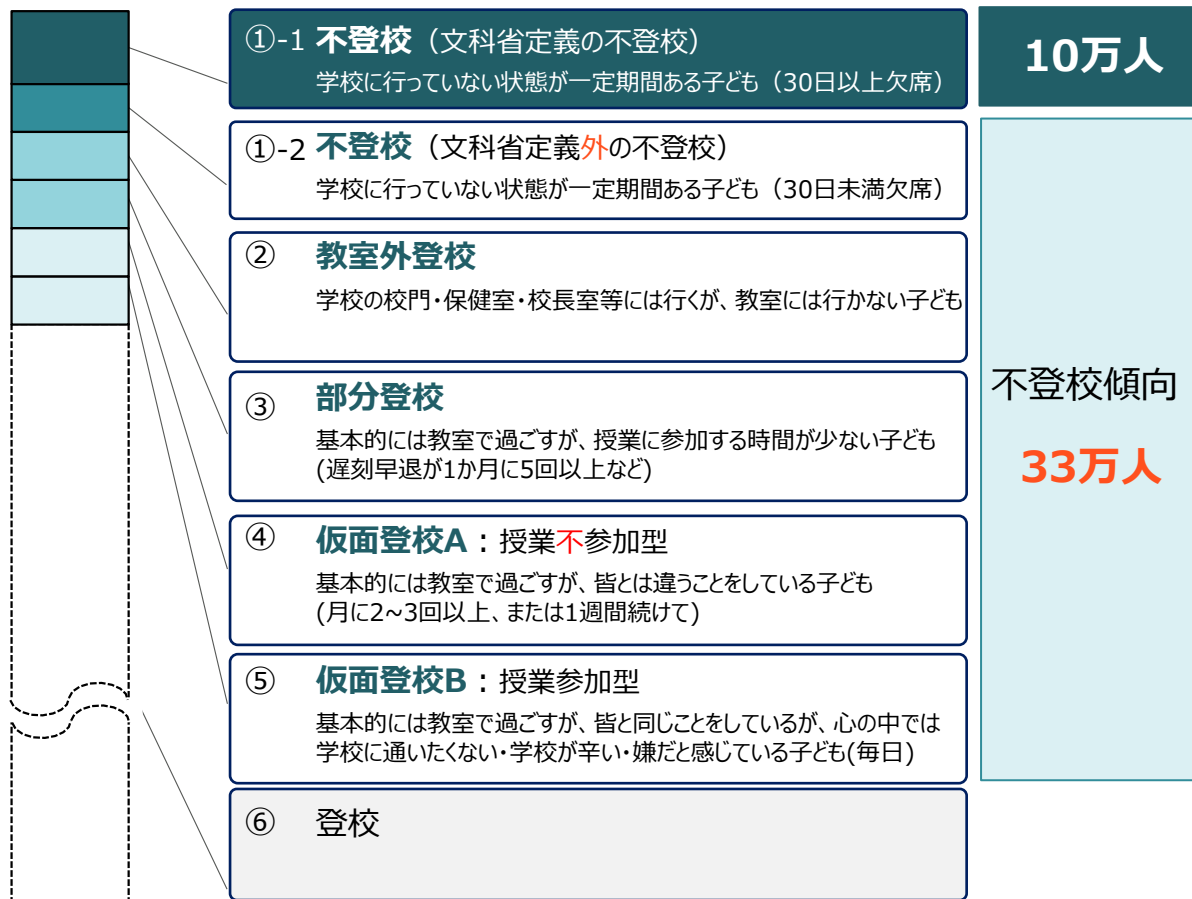 ①-1 不登校（文科省定義の不登校）
学校に行っていない状態が一定期間ある子ども（30日以上欠席）
10万人
①-2 不登校（文科省定義外の不登校）
学校に行っていない状態が一定期間ある子ども（30日未満欠席）
② 教室外登校
学校の校門・保健室・校長室等には行くが、教室には行かない子ども
③ 部分登校
基本的には教室で過ごすが、授業に参加する時間が少ない子ども
(遅刻早退が1か月に5回以上など)
④ 仮面登校A：授業不参加型
基本的には教室で過ごすが、皆とは違うことをしている子ども
(月に2~3回以上、または1週間続けて)
⑤ 仮面登校B：授業参加型
基本的には教室で過ごすが、皆と同じことをしているが、心の中では
学校に通いたくない・学校が辛い・嫌だと感じている子ども(毎日)
不登校傾向
33万人
⑥ 登校